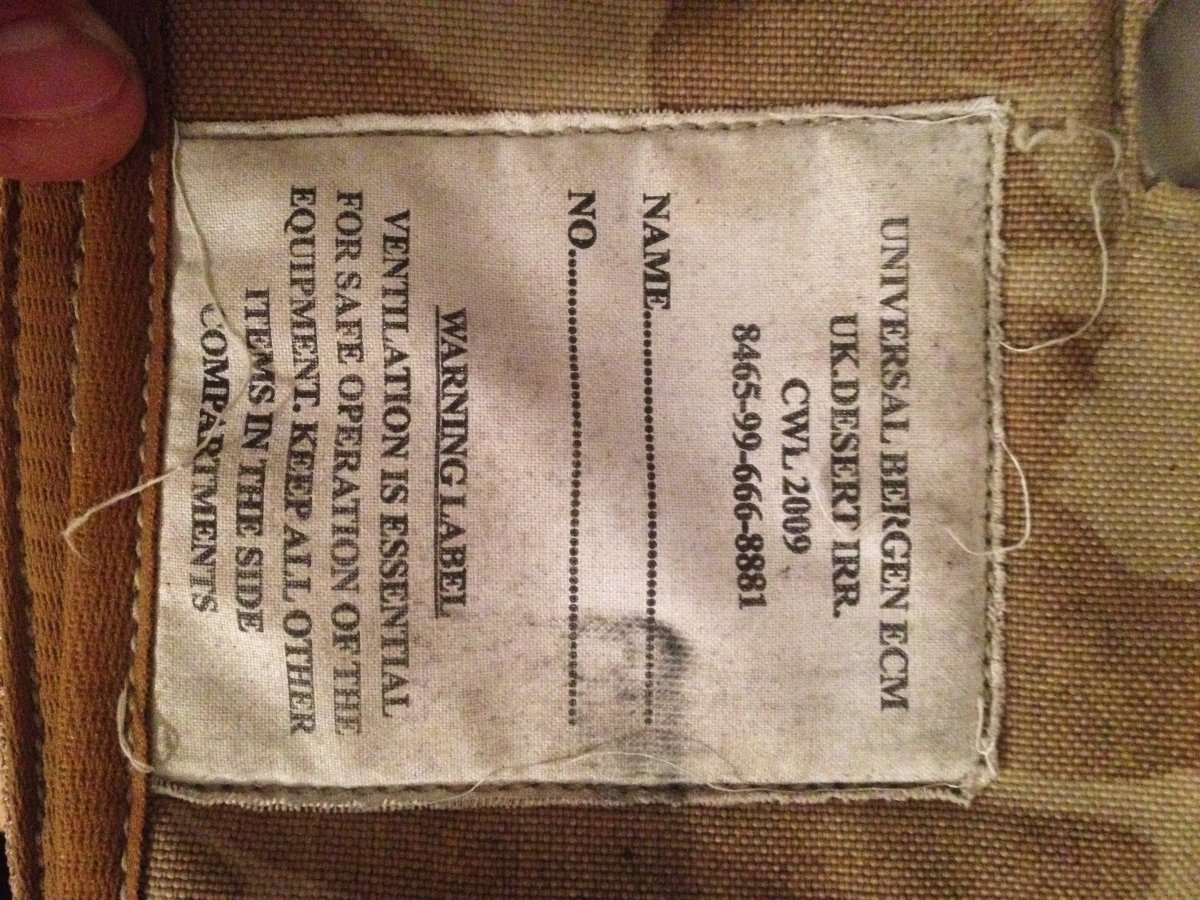 UNIVERSAL BERGEN ECM
UK.DESERT IRR.
CWL 2009
8465-99-666-8881
NAME..........................................
NO................................................
WARNING LABEL
VENTILATION IS ESSENTIAL
FOR SAFE OPERATION OF THE
EQUIPMENT. KEEP ALL OTHER
ITEMS IN THE SIDE
COMPARTMENTS